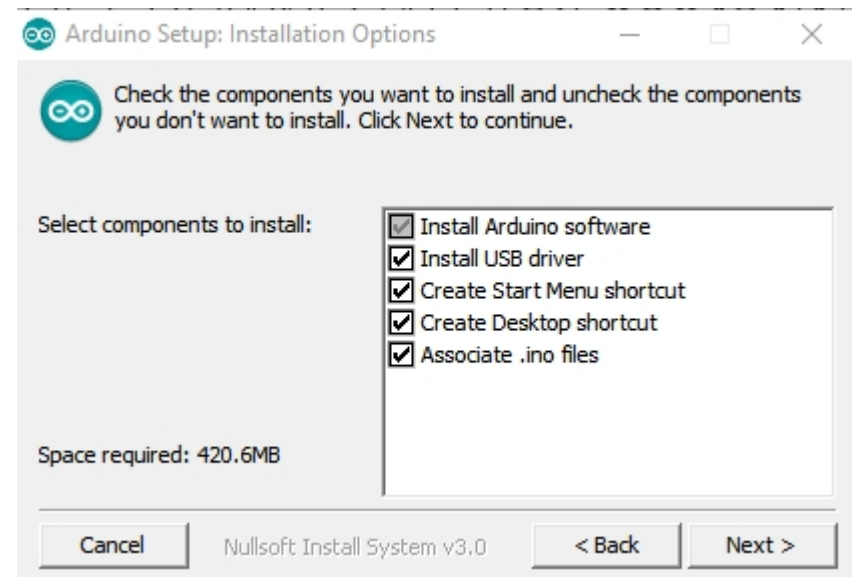 Arduino Setup: Installation Options
Check the components you want to install and uncheck the components
you don't want to install. Click Next to continue.
Select components to install:
Install Arduino software
Install USB driver
Create Start Menu shortcut
Create Desktop shortcut
Associate .ino files
Space required: 420.6MB
Cancel
Nullsoft Install System v3.0
< Back
Next >